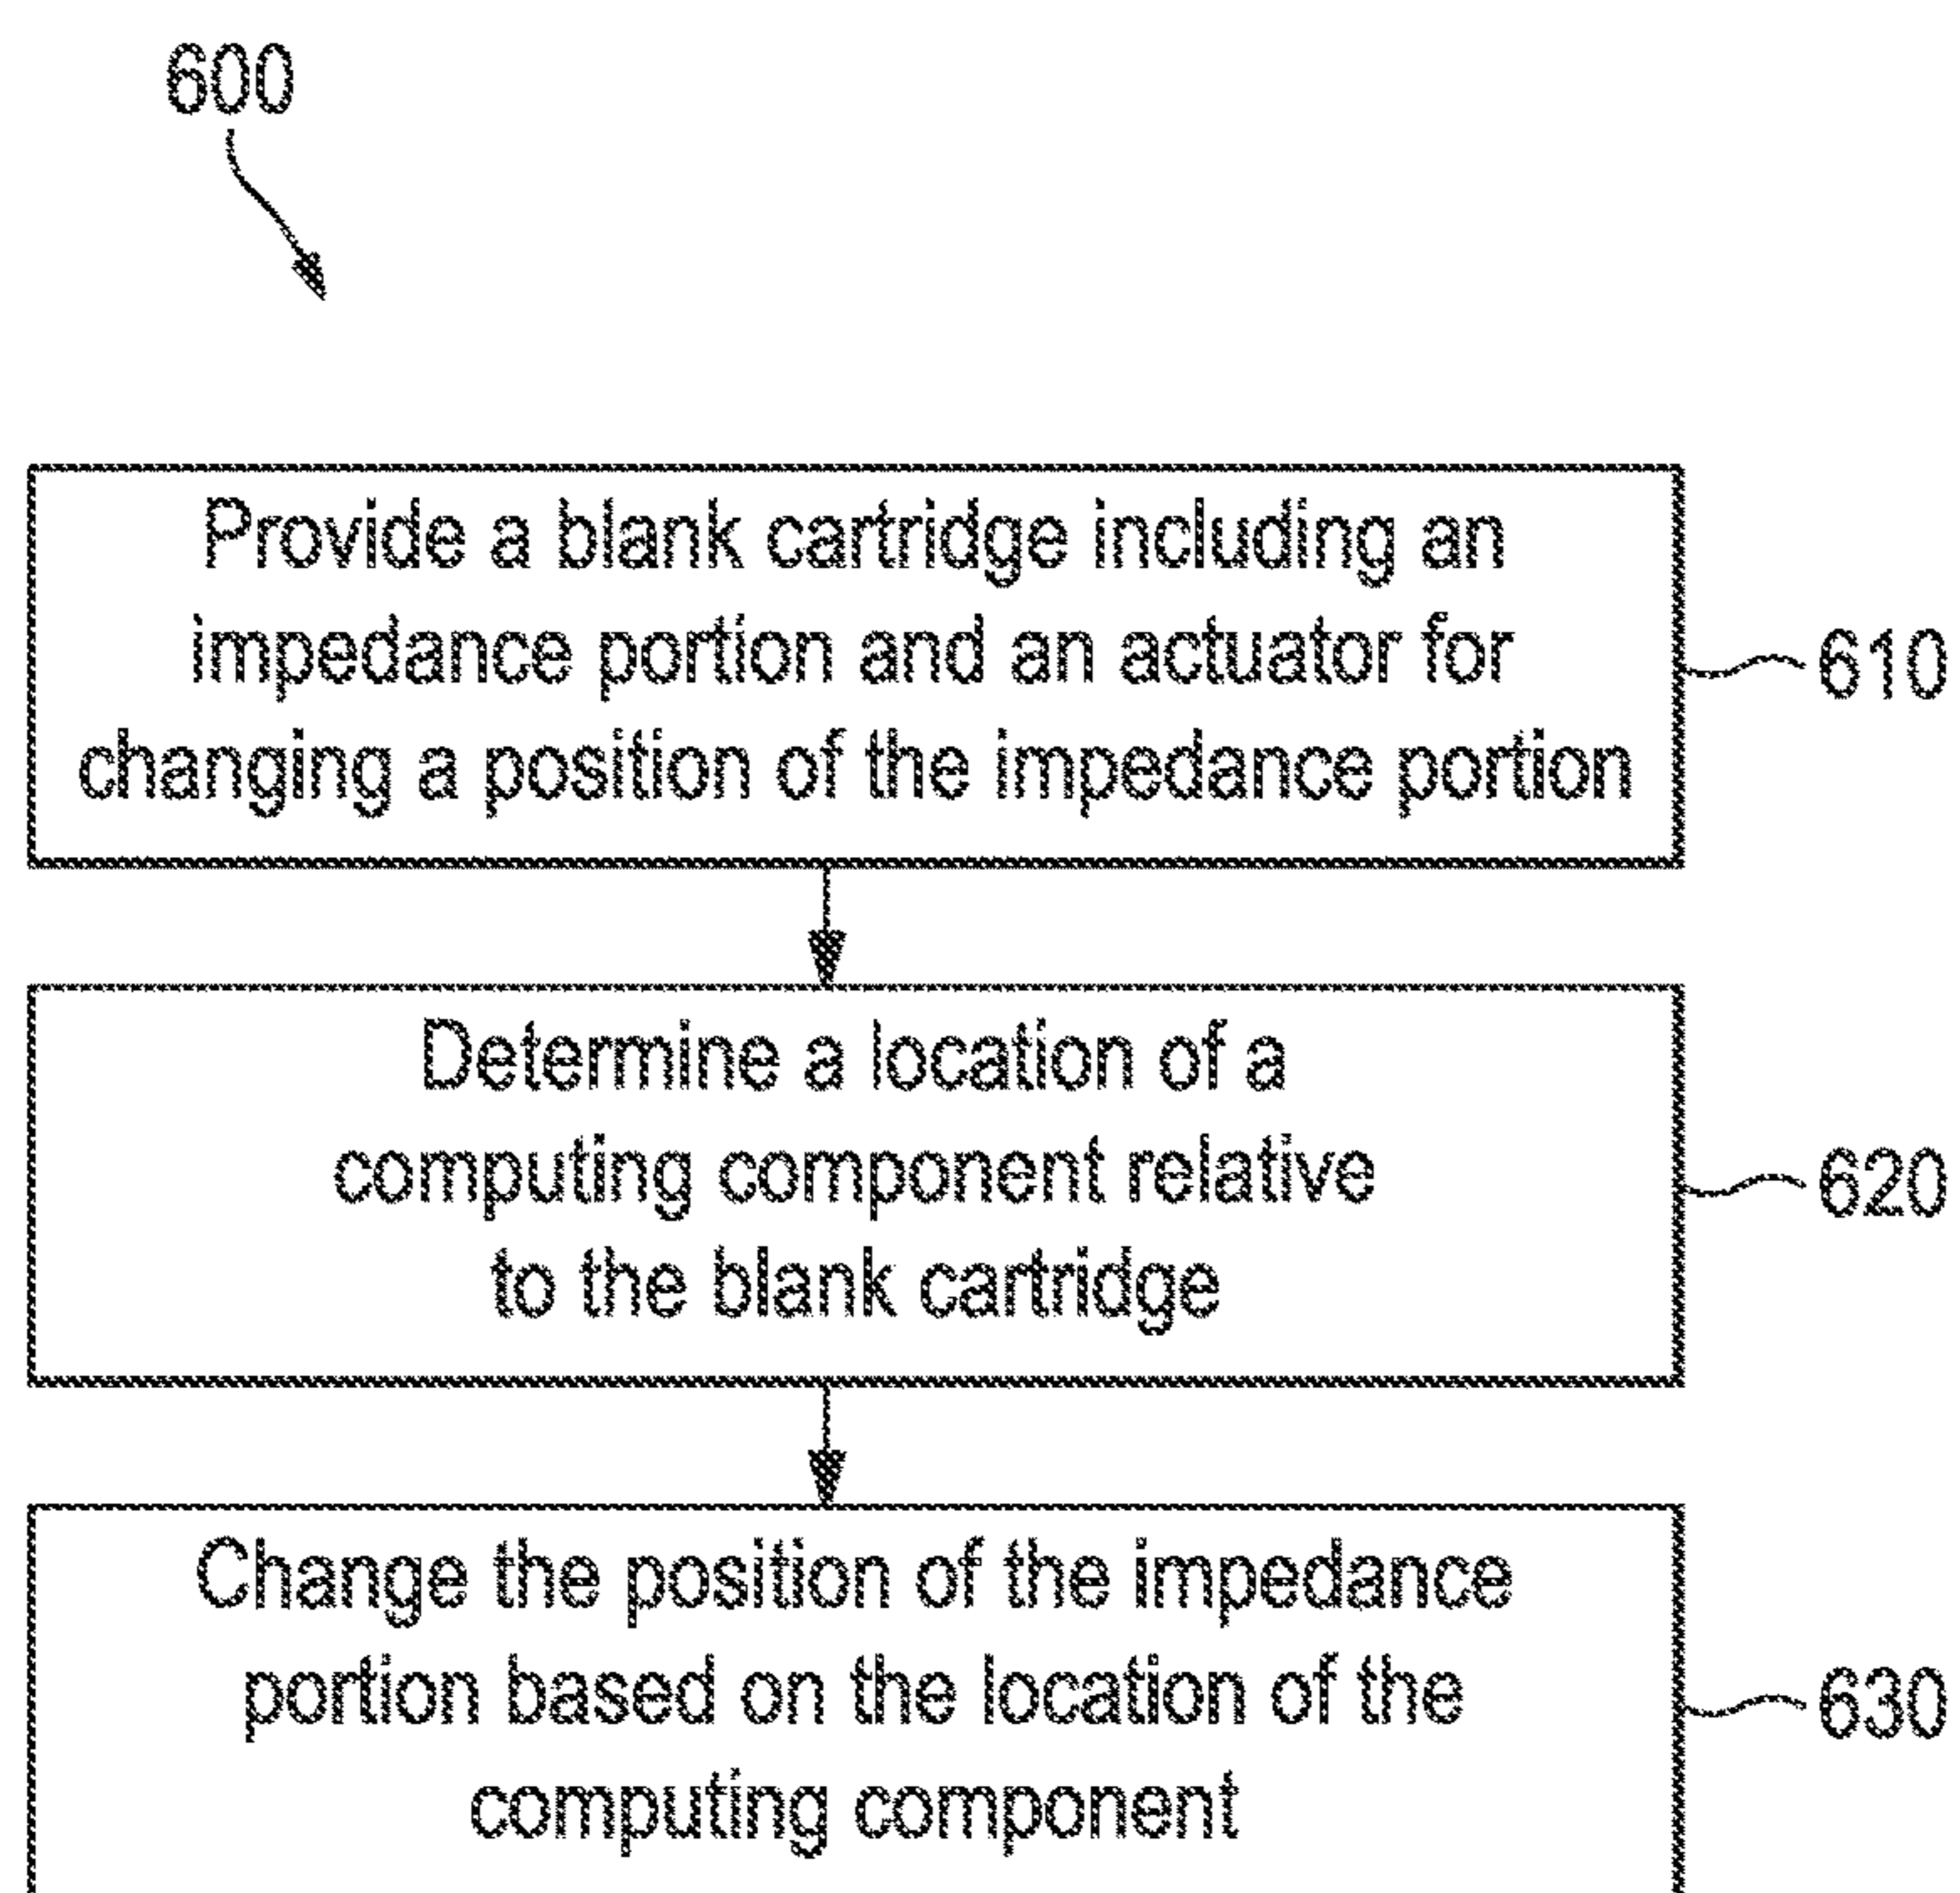 600
Provide a blank cartridge including an
impedance portion and an actuator for
changing a position of the impedance portion
610
Determine a location of a
computing component relative
to the blank cartridge
620
Change the position of the impedance
portion based on the location of the
computing component
630